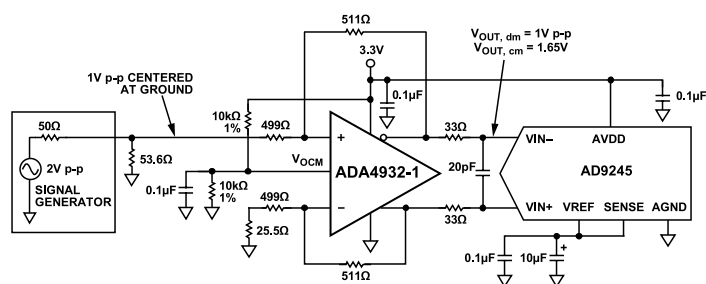 511Ω
VOUT, dm = 1V p-p
VOUT, cm = 1.65V
3.3V
1V p-p CENTERED
AT GROUND
0.1µF
0.1µF
10kΩ
1%
50Ω
499Ω
33Ω
+
VIN–
AVDD
2V p-p
53.6Ω
VOCM
ADA4932-1
20pF
AD9245
SIGNAL
GENERATOR
0.1µF
10kΩ
1%
499Ω
–
33Ω
VIN+
VREF
SENSE
AGND
25.5Ω
511Ω
0.1µF
10µF
+